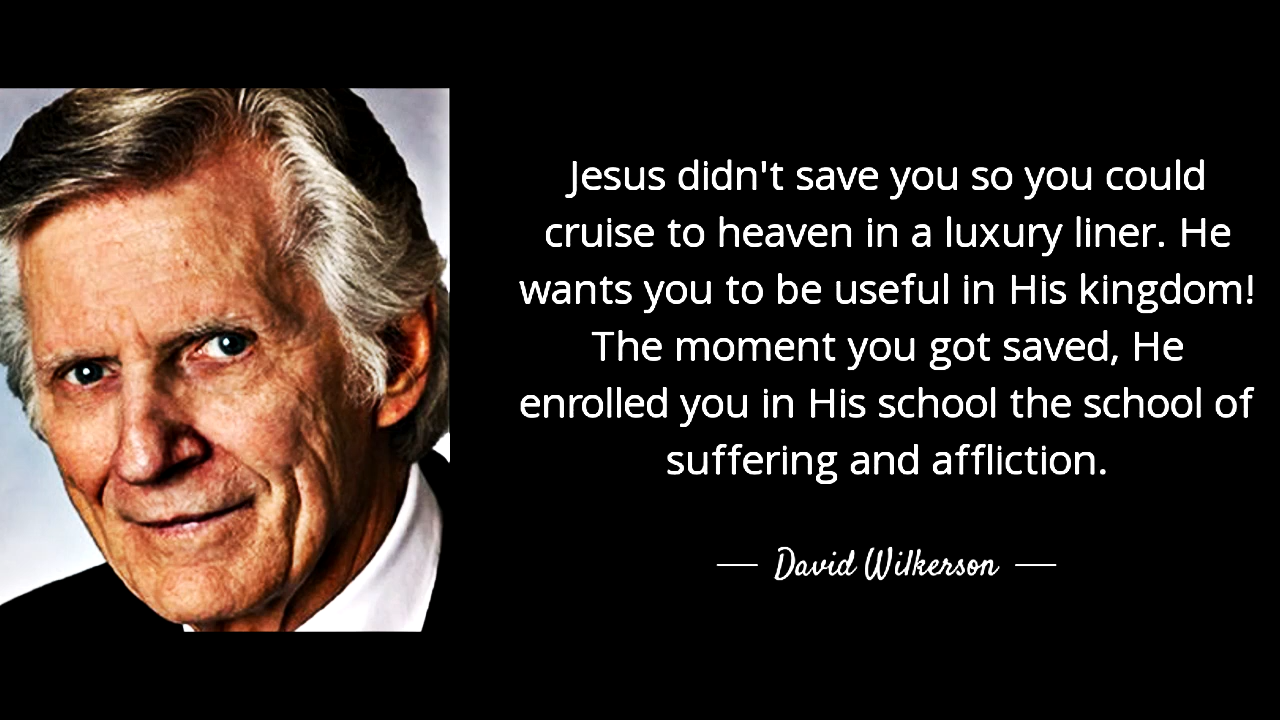 Jesus didn't save you so you could
cruise to heaven in a luxury liner. He
wants you to be useful in His kingdom!
The moment you got saved, He
enrolled you in His school the school of
suffering and affliction.
David Wilkerson